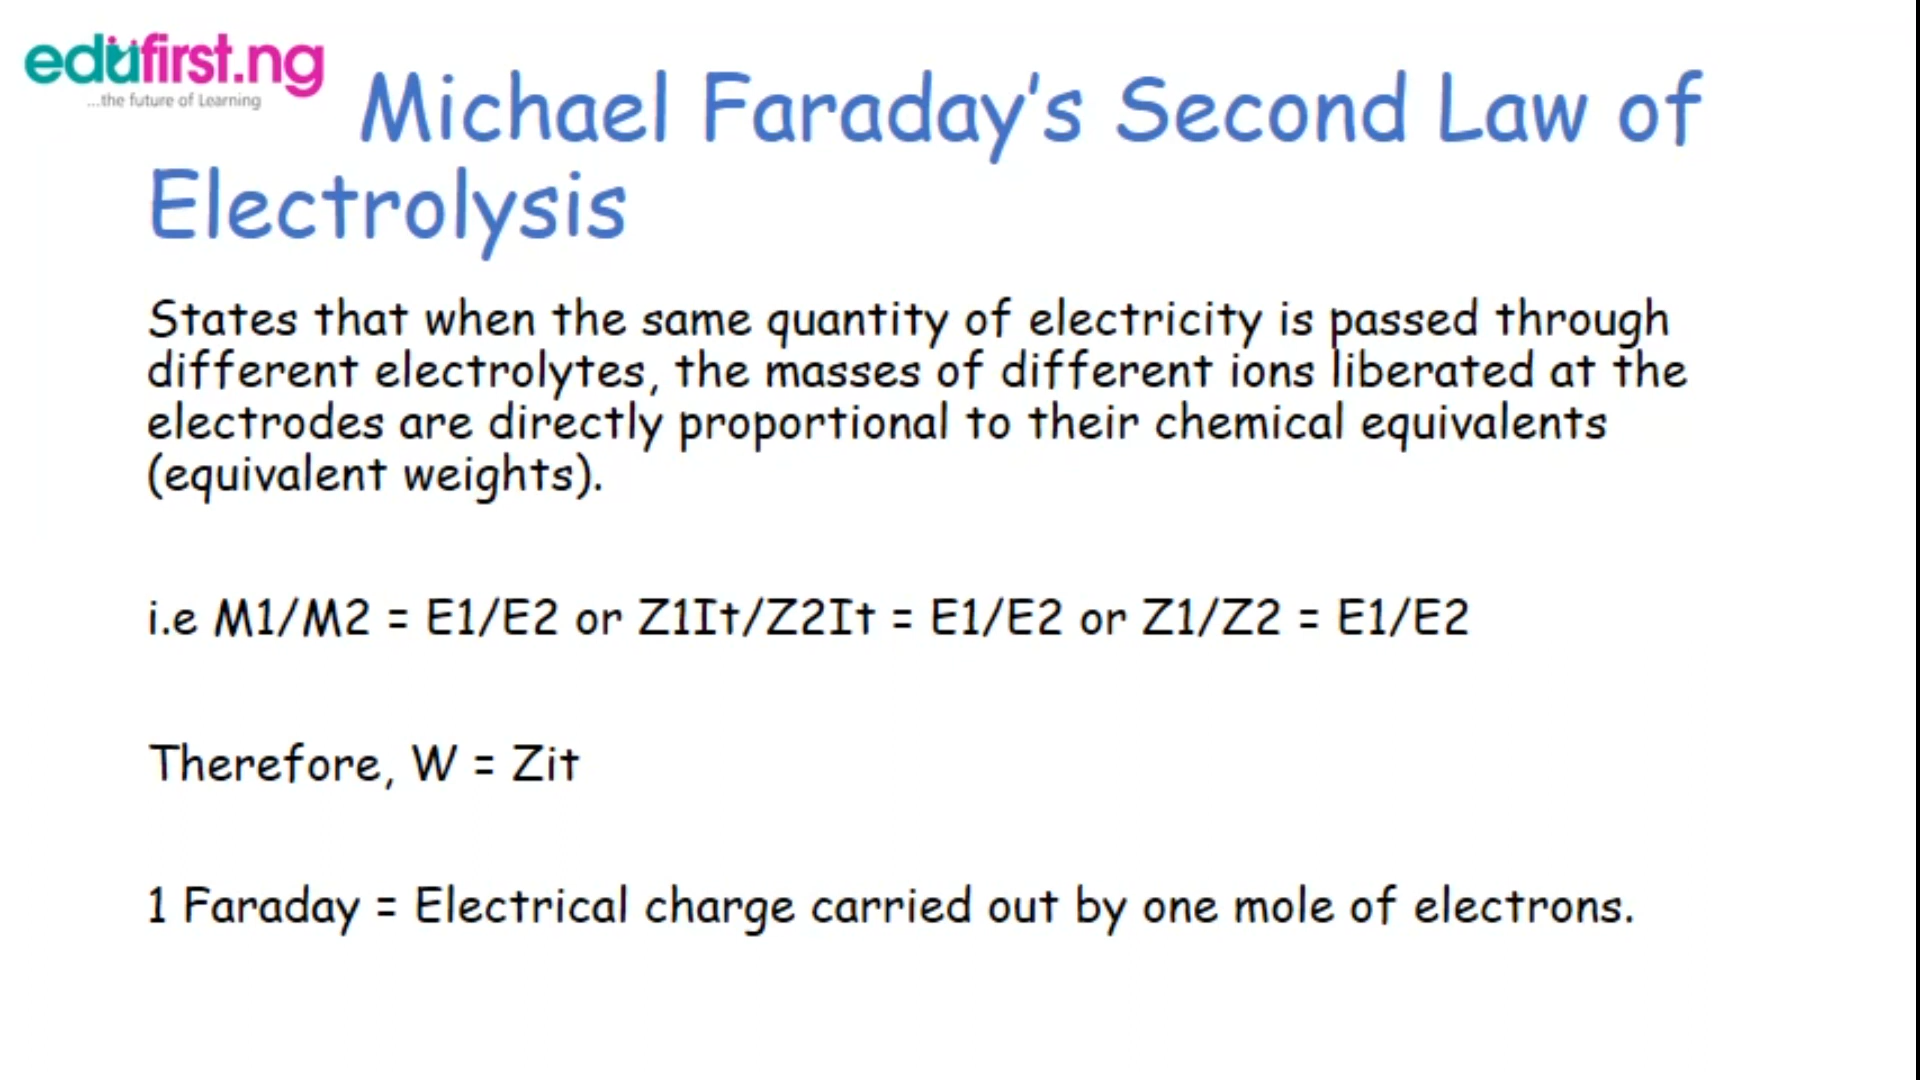 edufirst.ng
...the future of Learning
Michael Faraday's Second Law of
Electrolysis
States that when the same quantity of electricity is passed through
different electrolytes, the masses of different ions liberated at the
electrodes are directly proportional to their chemical equivalents
(equivalent weights).
i.e M1/M2 = E1/E2 or Z1It/Z2It = E1/E2 or Z1/Z2 = E1/E2
Therefore, W = Zit
1 Faraday = Electrical charge carried out by one mole of electrons.